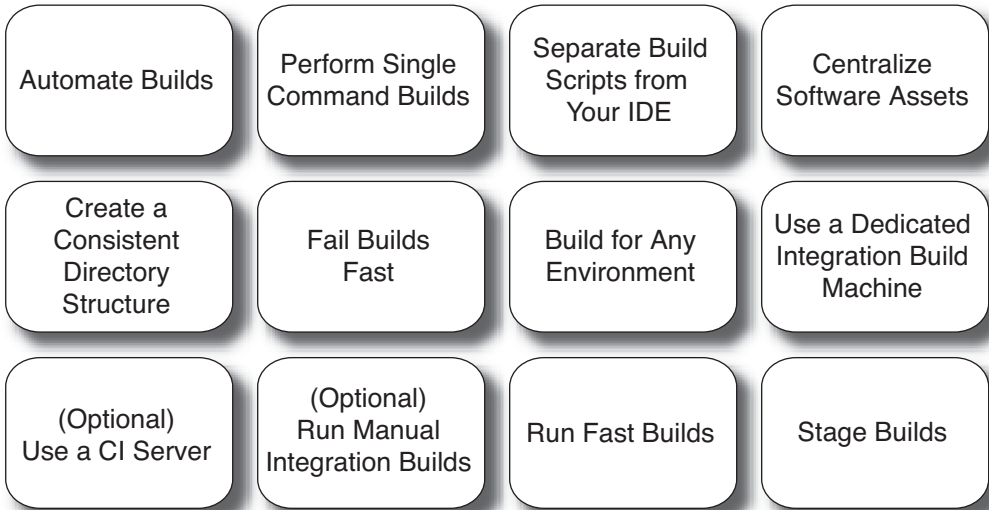 Automate Builds
Perform Single
Command Builds
Separate Build
Scripts from
Your IDE
Centralize
Software Assets
Create a
Consistent
Directory
Structure
Fail Builds
Fast
Build for Any
Environment
Use a Dedicated
Integration Build
Machine
(Optional)
Use a CI Server
(Optional)
Run Manual
Integration Builds
Run Fast Builds
Stage Builds